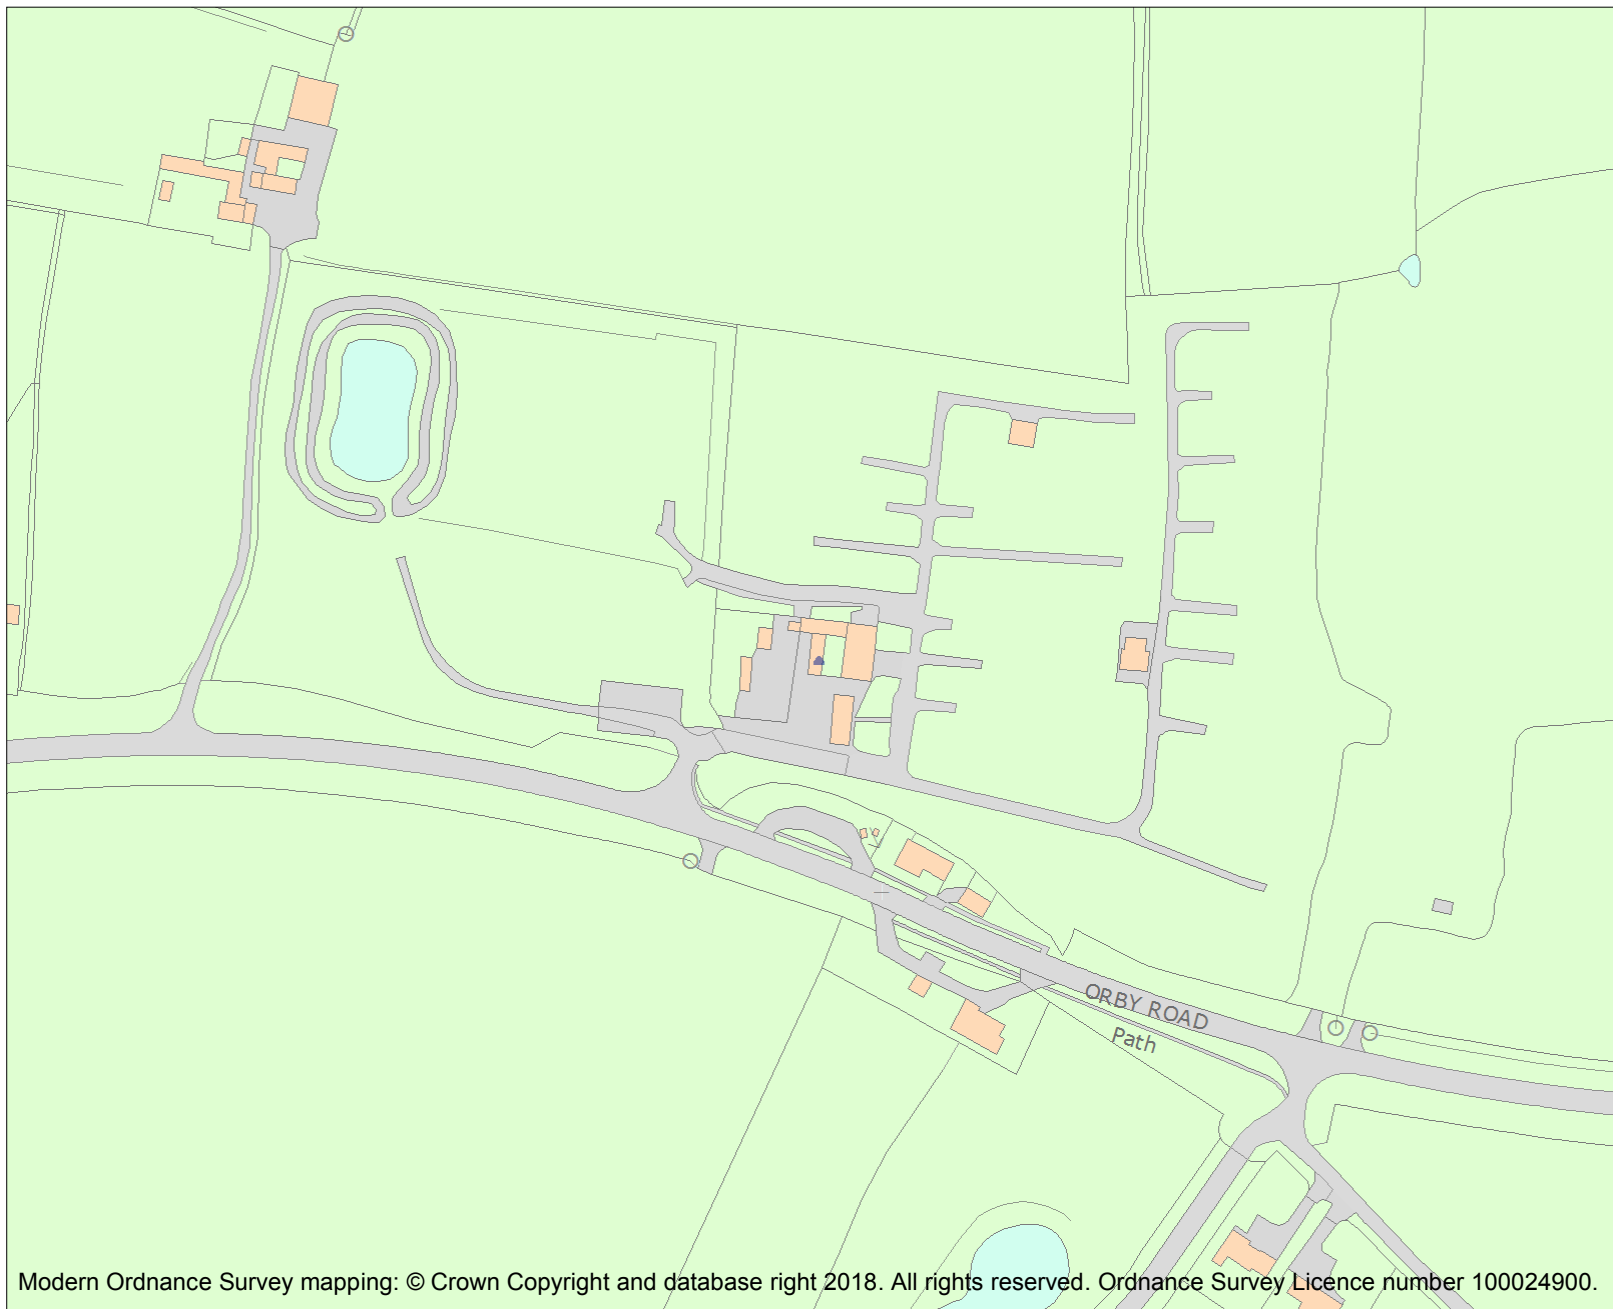 ORBY ROAD
Path
Modern Ordnance Survey mapping: © Crown Copyright and database right 2018. All rights reserved. Ordnance Survey Licence number 100024900.